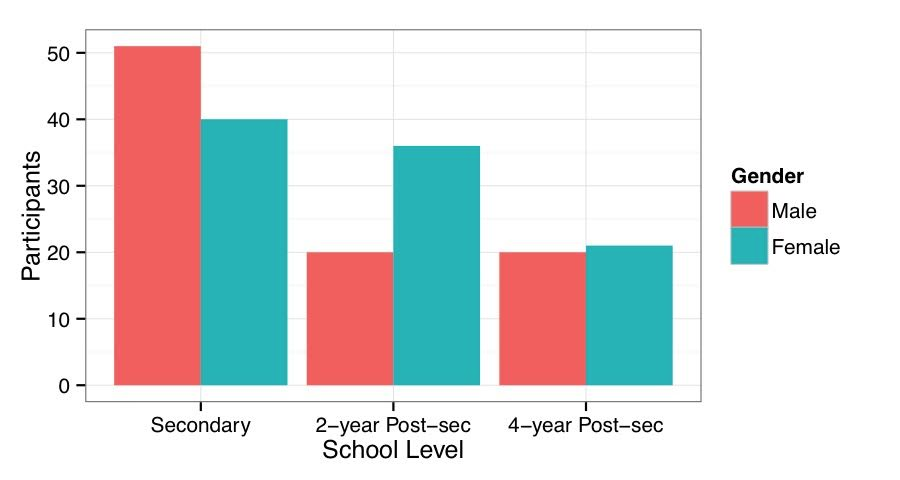 50
40
30
20
10
0
Participants
Secondary
2−year Post−sec
4−year Post−sec
School Level
Gender
Male
Female